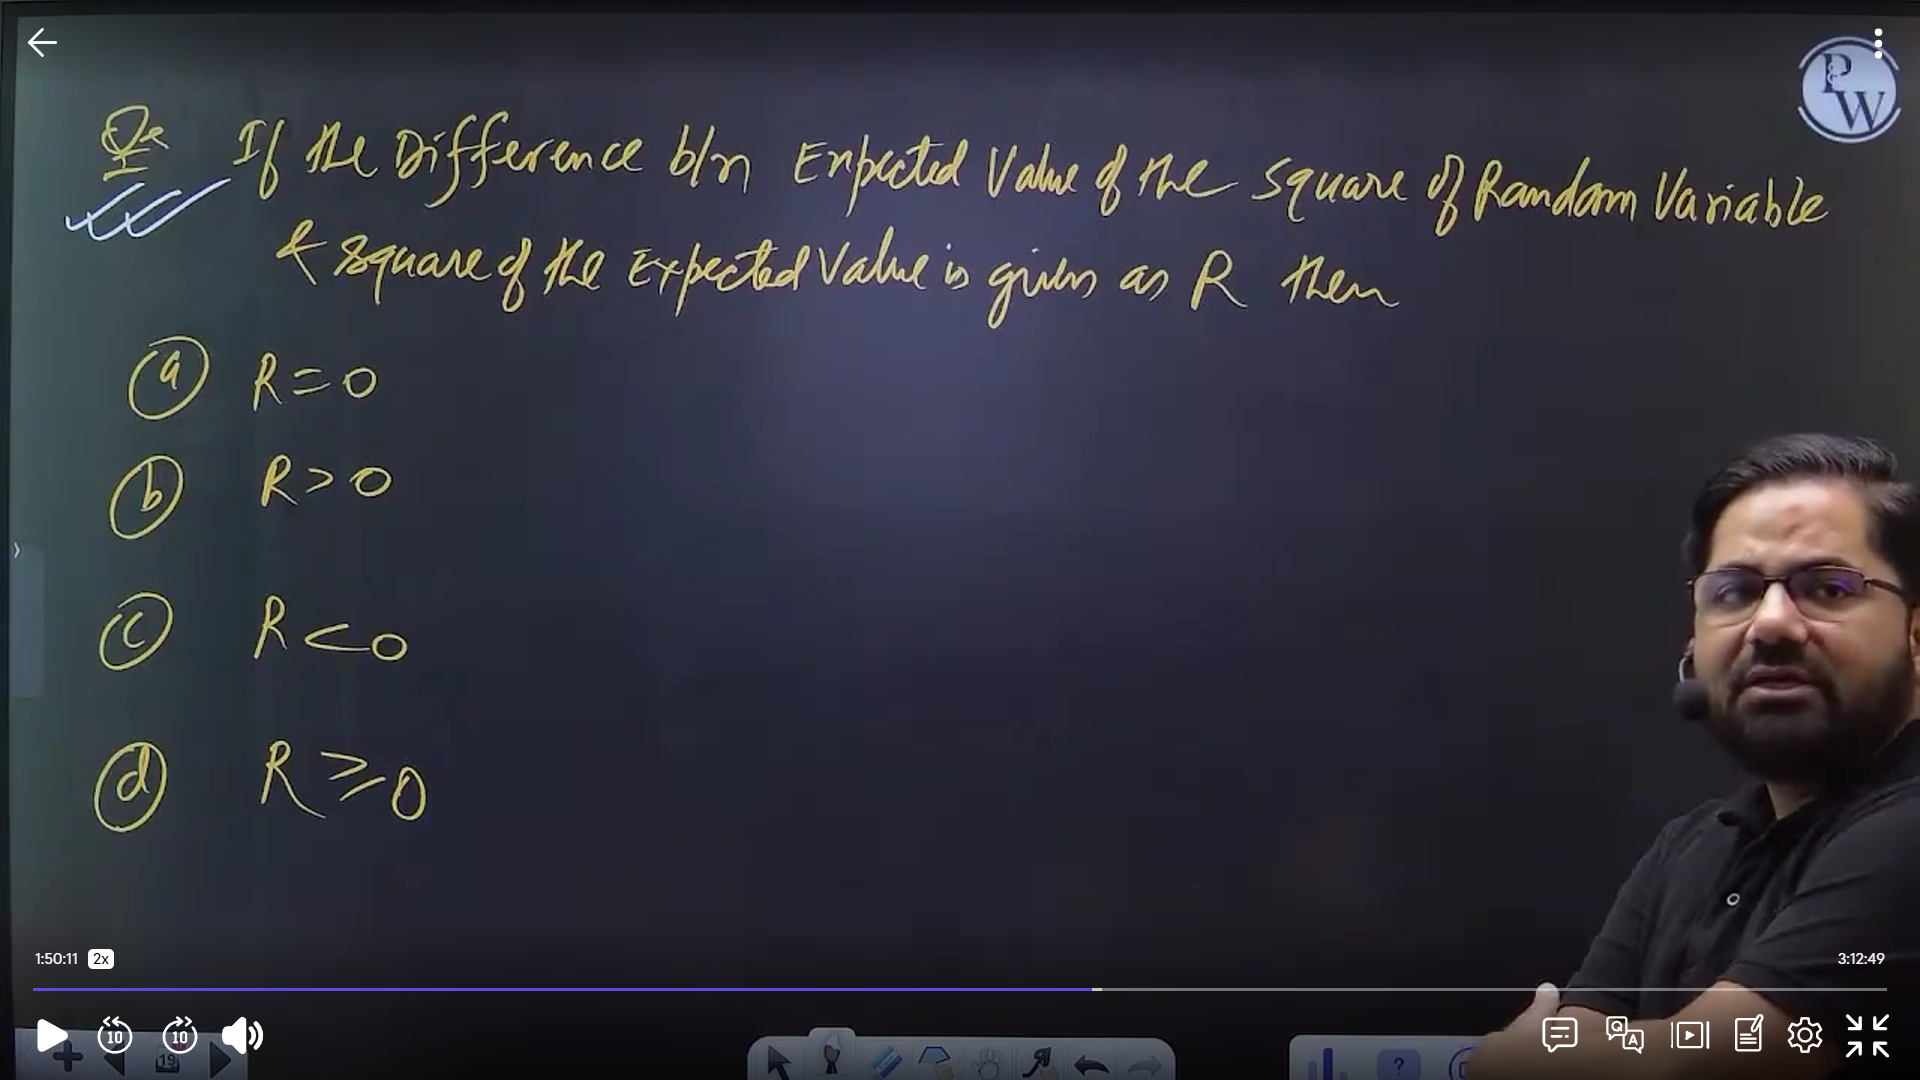 PW
Qs If the Difference b/n Expected Value of the square of Random Variable
& square of the Expected Value is given as R then
a R = 0
b R > 0
c R < 0
d R ≥ 0
1:50:11 2x 3:12:49
10 10
19
?